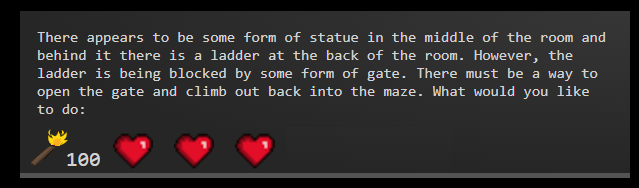 There appears to be some form of statue in the middle of the room and
behind it there is a ladder at the back of the room. However, the
ladder is being blocked by some form of gate. There must be a way to
open the gate and climb out back into the maze. What would you like
to do:
100